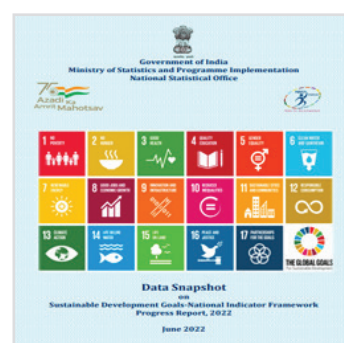 Government of India
Ministry of Statistics and Programme Implementation
National Statistical Office
Azadi Ka
Amrit Mahotsav
1 NO POVERTY
2 NO HUNGER
3 GOOD HEALTH
4 QUALITY EDUCATION
5 GENDER EQUALITY
6 CLEAN WATER AND SANITATION
7 RENEWABLE ENERGY
8 GOOD JOBS AND ECONOMIC GROWTH
9 INNOVATION AND INFRASTRUCTURE
10 REDUCED INEQUALITIES
11 SUSTAINABLE CITIES AND COMMUNITIES
12 RESPONSIBLE CONSUMPTION
13 CLIMATE ACTION
14 LIFE BELOW WATER
15 LIFE ON LAND
16 PEACE AND JUSTICE
17 PARTNERSHIPS FOR THE GOALS
THE GLOBAL GOALS
For Sustainable Development
Data Snapshot
on
Sustainable Development Goals-National Indicator Framework
Progress Report, 2022
June 2022